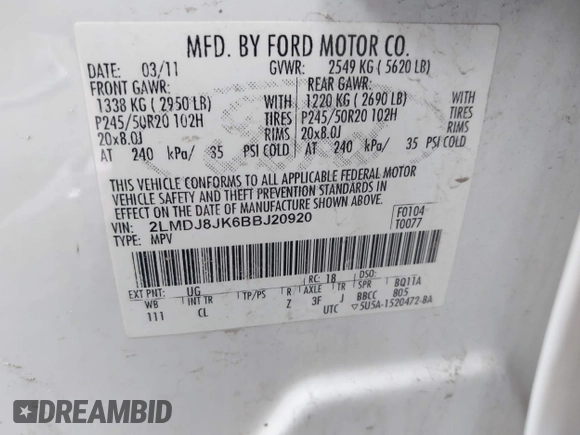 MFD. BY FORD MOTOR CO.
DATE: 03/11 GVWR: 2549 KG (5620 LB)
FRONT GAWR: REAR GAWR:
1338 KG (2950 LB) WITH 1220 KG (2690 LB) WITH
P245/50R20 102H TIRES P245/50R20 102H TIRES
20x8.0J RIMS 20x8.0J RIMS
AT 240 kPa/ 35 PSI COLD AT 240 kPa/ 35 PSI COLD
THIS VEHICLE CONFORMS TO ALL APPLICABLE FEDERAL MOTOR
VEHICLE SAFETY AND THEFT PREVENTION STANDARDS IN
EFFECT ON THE DATE OF MANUFACTURE SHOWN ABOVE.
VIN: 2LMDJ8JK6BBJ20920 F0104
TYPE: MPV T0077
RC: 18 DSO:
EXT PNT: UG BQ11A
WB INT TR TP/PS R AXLE TR SPR 805
111 CL Z 3F J BBCC
UTC ▽5U5A-1520472-BA
DREAMBID